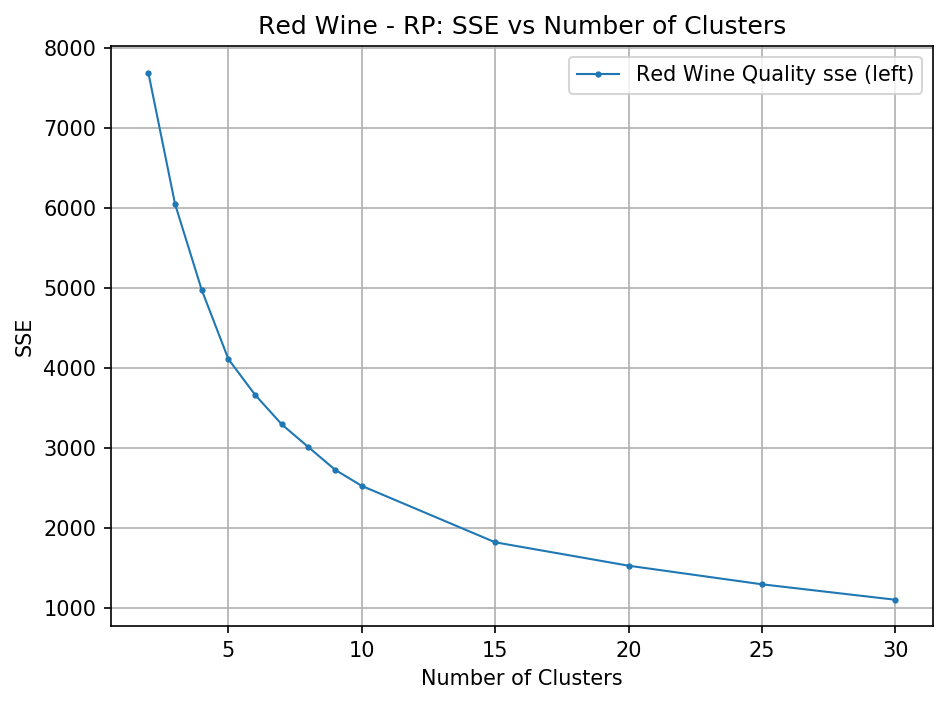 Red Wine - RP: SSE vs Number of Clusters
Red Wine Quality sse (left)
SSE
8000
7000
6000
5000
4000
3000
2000
1000
5 10 15 20 25 30
Number of Clusters